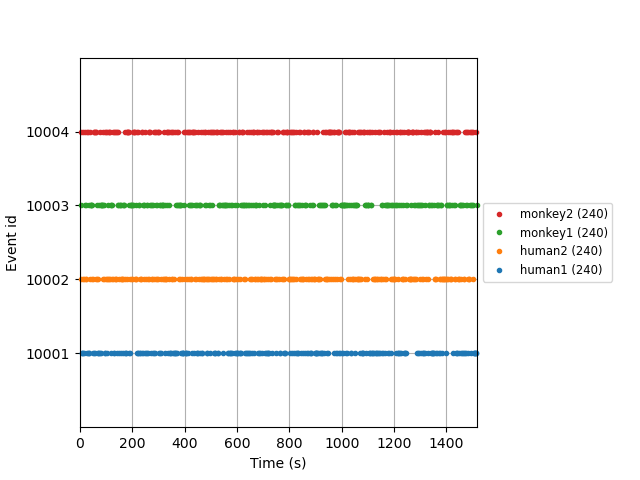 10004
10003
10002
10001
Event id
0 200 400 600 800 1000 1200 1400
Time (s)
monkey2 (240)
monkey1 (240)
human2 (240)
human1 (240)